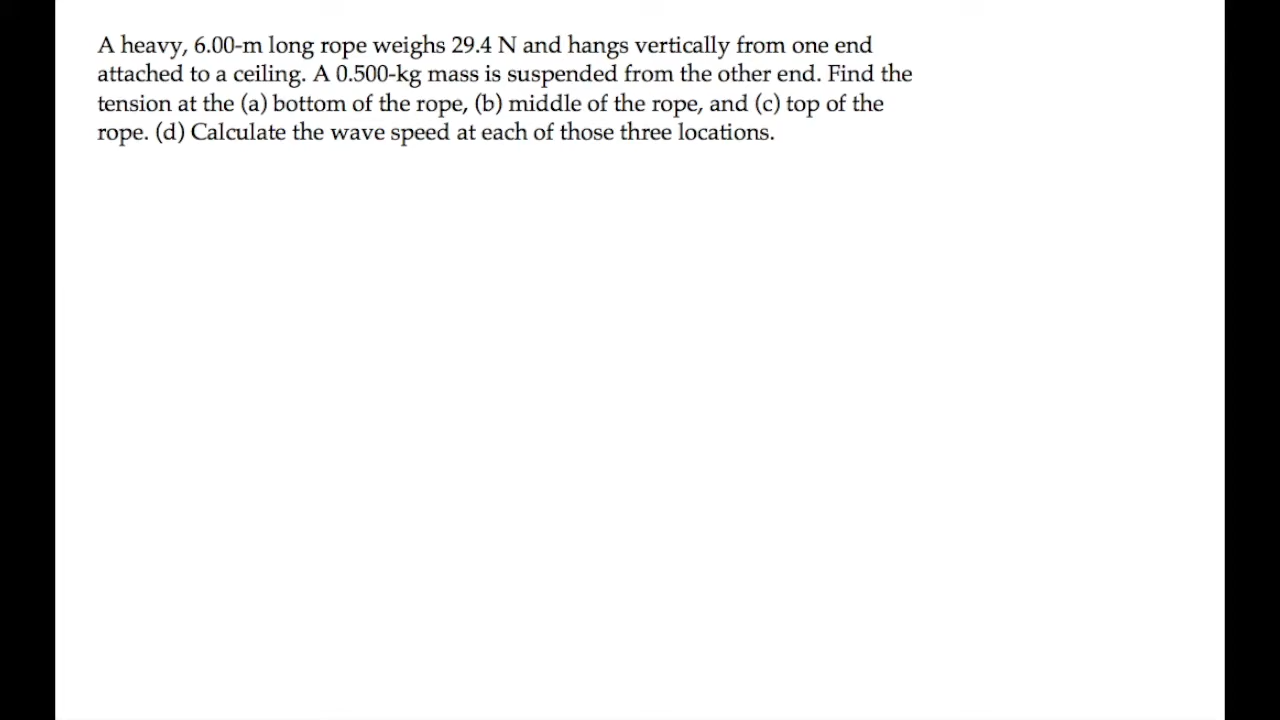 A heavy, 6.00-m long rope weighs 29.4 N and hangs vertically from one end
attached to a ceiling. A 0.500-kg mass is suspended from the other end. Find the
tension at the (a) bottom of the rope, (b) middle of the rope, and (c) top of the
rope. (d) Calculate the wave speed at each of those three locations.